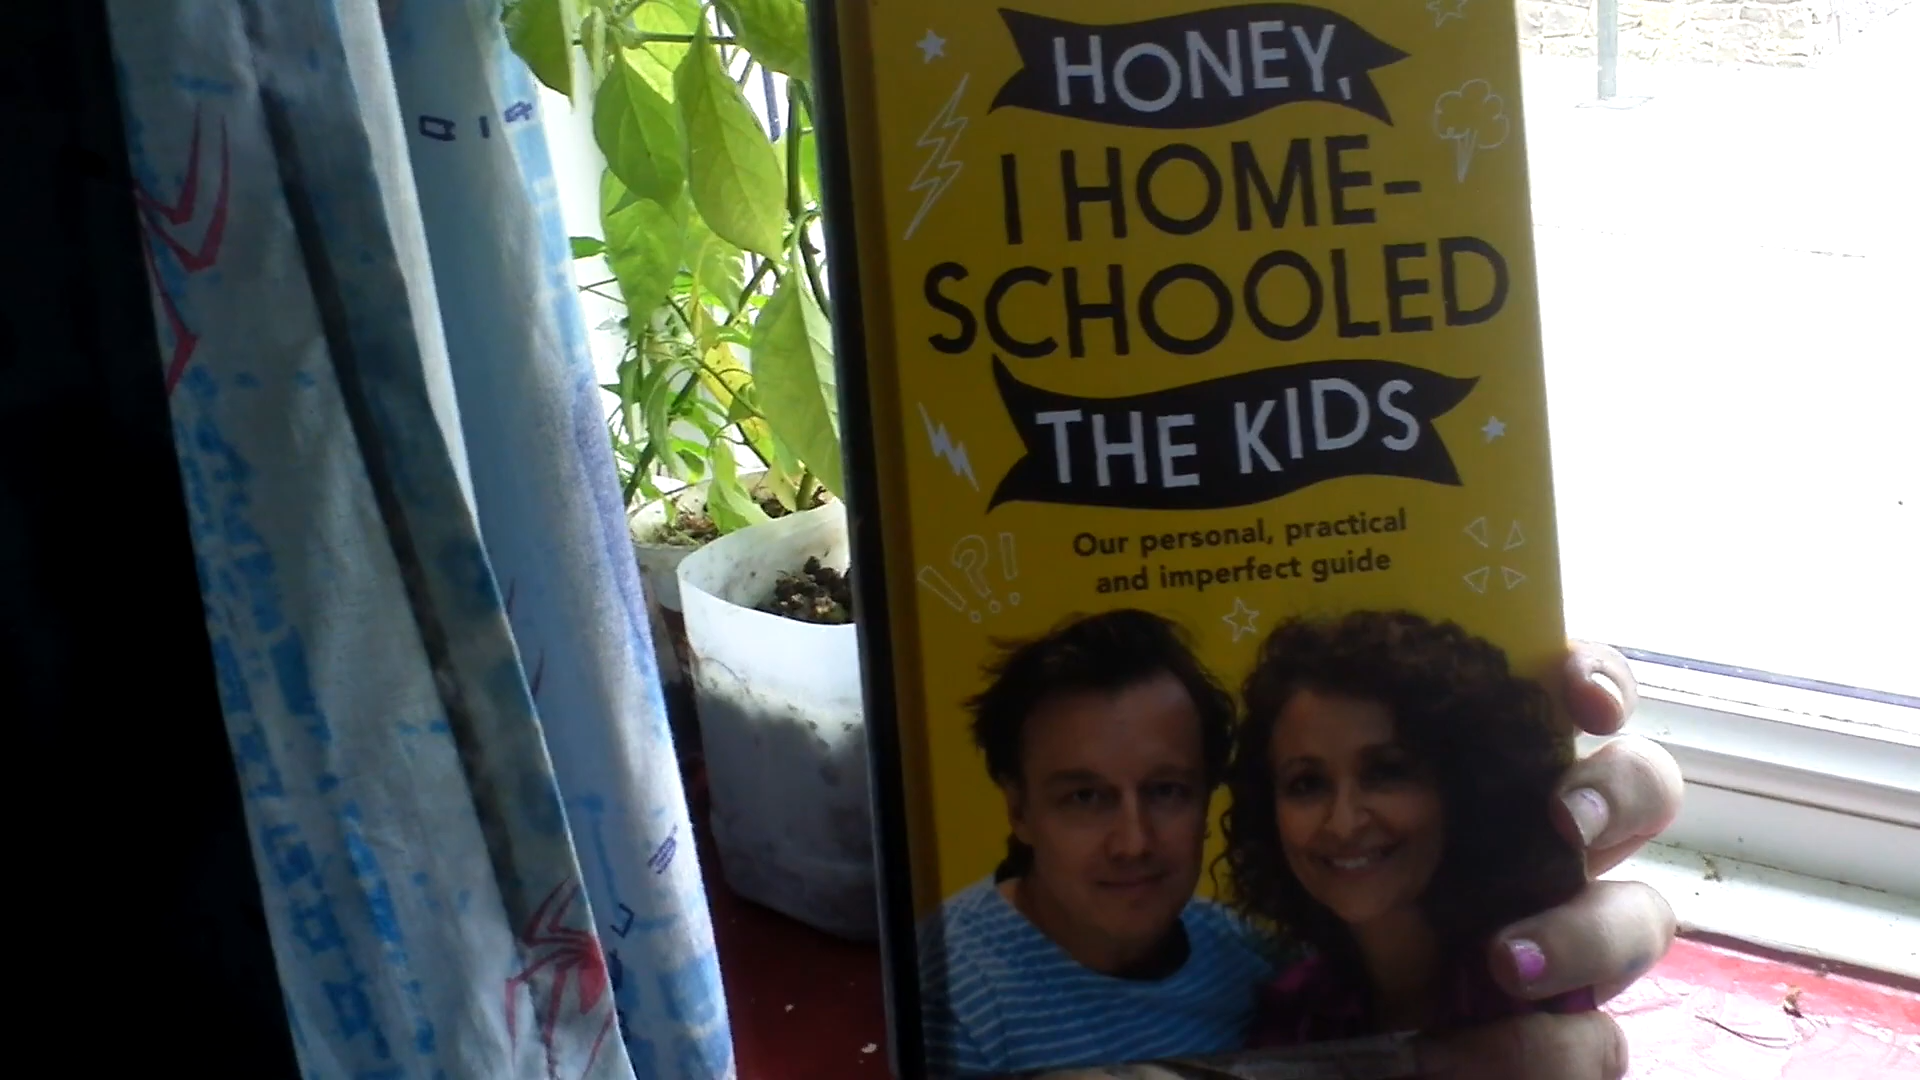 HONEY,
I HOME-
SCHOOLED
THE KIDS
Our personal, practical
and imperfect guide
!?!